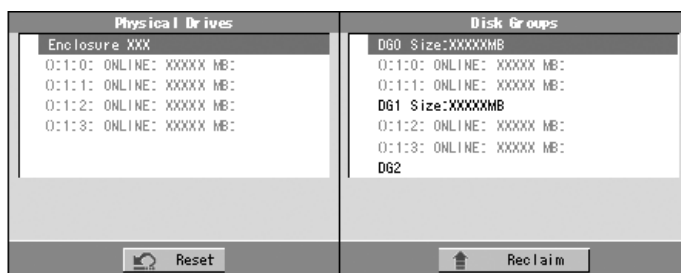 Physical Drives
Enclosure XXX
0:1:0: ONLINE: XXXXX MB:
0:1:1: ONLINE: XXXXX MB:
0:1:2: ONLINE: XXXXX MB:
0:1:3: ONLINE: XXXXX MB:
Reset
Disk Groups
DG0 Size:XXXXXMB
0:1:0: ONLINE: XXXXX MB:
0:1:1: ONLINE: XXXXX MB:
DG1 Size:XXXXXMB
0:1:2: ONLINE: XXXXX MB:
0:1:3: ONLINE: XXXXX MB:
DG2
Reclaim